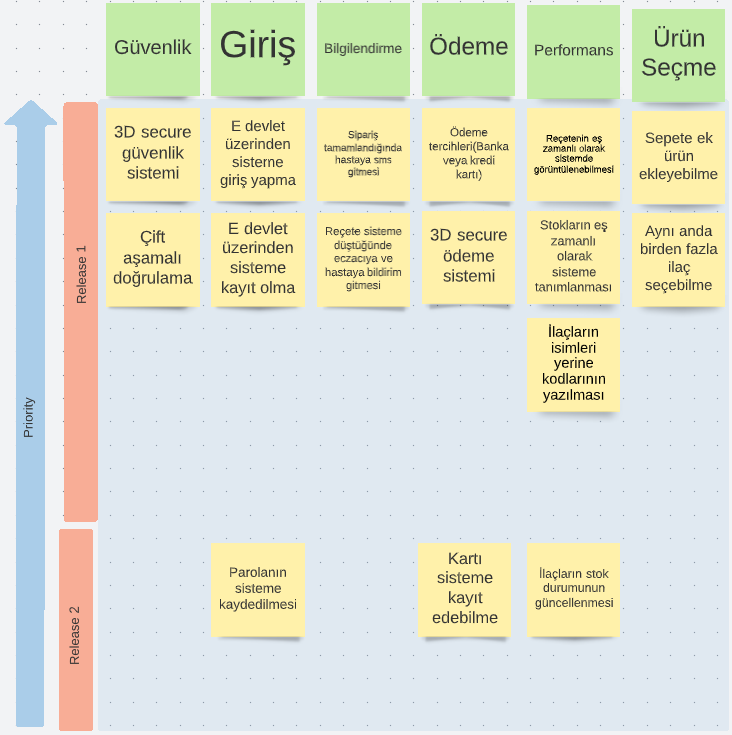 Güvenlik
Giriş
Bilgilendirme
Ödeme
Performans
Ürün
Seçme
Priority
Release 1
3D secure
güvenlik
sistemi
E devlet
üzerinden
sisteme
giriş yapma
Sipariş
tamamlandığında
hastaya sms
gitmesi
Ödeme
tercihleri(Banka
veya kredi
kartı)
Reçetenin eş
zamanlı olarak
sistemde
görüntülenebilmesi
Sepete ek
ürün
ekleyebilme
Çift
aşamalı
doğrulama
E devlet
üzerinden
sisteme
kayıt olma
Reçete sisteme
düştüğünde
eczacıya ve
hastaya bildirim
gitmesi
3D secure
ödeme
sistemi
Stokların eş
zamanlı
olarak
sisteme
tanımlanması
Aynı anda
birden fazla
ilaç
seçebilme
İlaçların
isimleri
yerine
kodlarının
yazılması
Release 2
Parolanın
sisteme
kaydedilmesi
Kartı
sisteme
kayıt
edebilme
İlaçların stok
durumunun
güncellenmesi